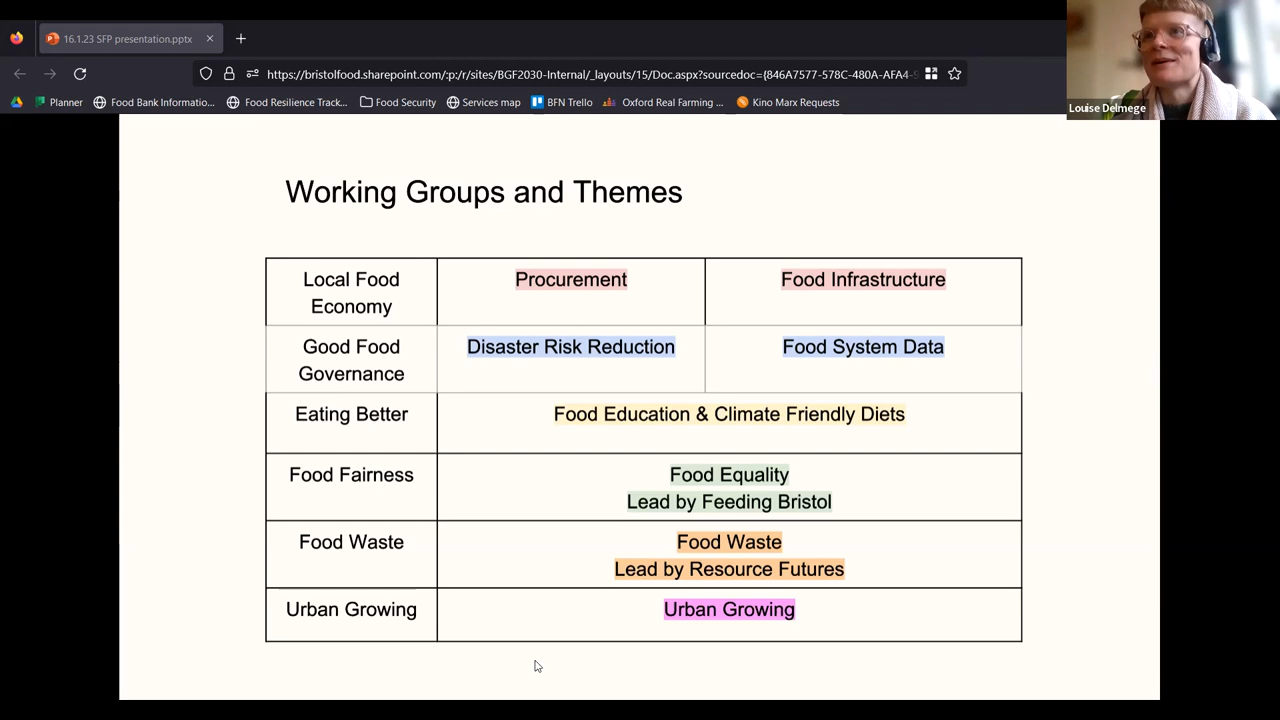 16.1.23 SFP presentation.pptx
https://bristolfood.sharepoint.com/:p:/r/sites/BGF2030-Internal/_layouts/15/Doc.aspx?sourcedoc={846A7577-578C-480A-AFA4-
Planner
Food Bank Informatio...
Food Resilience Track...
Food Security
Services map
BFN Trello
Oxford Real Farming ...
Kino Marx Requests
Louise Delmege
Working Groups and Themes
Local Food
Economy
Procurement
Food Infrastructure
Good Food
Governance
Disaster Risk Reduction
Food System Data
Eating Better
Food Education & Climate Friendly Diets
Food Fairness
Food Equality
Lead by Feeding Bristol
Food Waste
Food Waste
Lead by Resource Futures
Urban Growing
Urban Growing